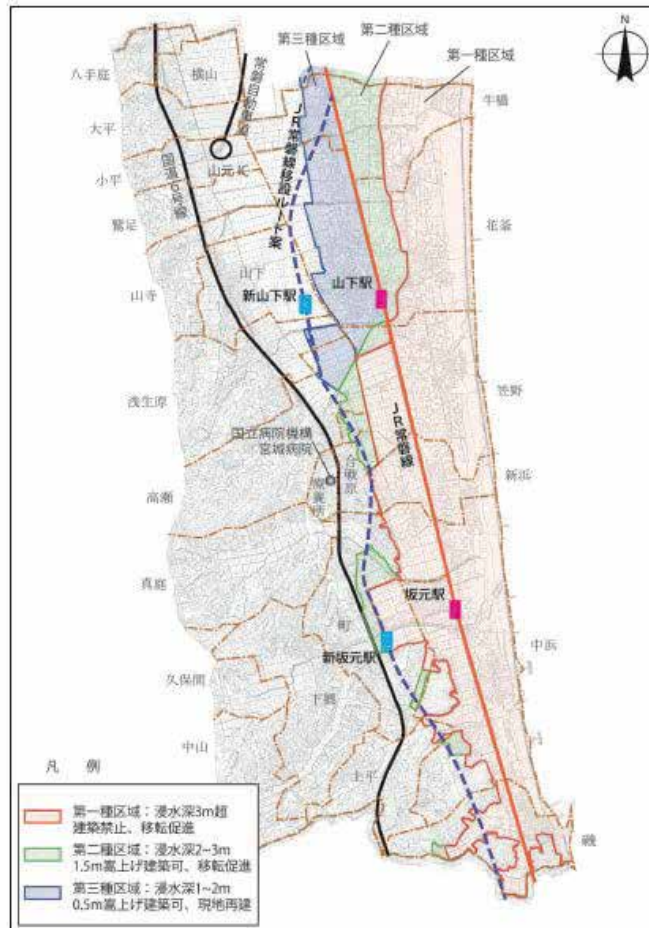 第三種区域
第二種区域
第一種区域
N
八手庭
横山
常磐自動車道
牛橋
大平
山元IC
小平
国道6号線
JR常磐線移設ルート案
鷲足
花釜
山下
新山下駅
山下駅
山寺
浅生原
笠野
JR常磐線
国立病院機構
宮城病院
合戦原
新浜
高瀬
真庭
坂元駅
町
新坂元駅
中浜
久保間
下郷
中山
上平
磯
凡 例
第一種区域：浸水深3m超
建築禁止、移転促進
第二種区域：浸水深2~3m
1.5m嵩上げ建築可、移転促進
第三種区域：浸水深1~2m
0.5m嵩上げ建築可、現地再建